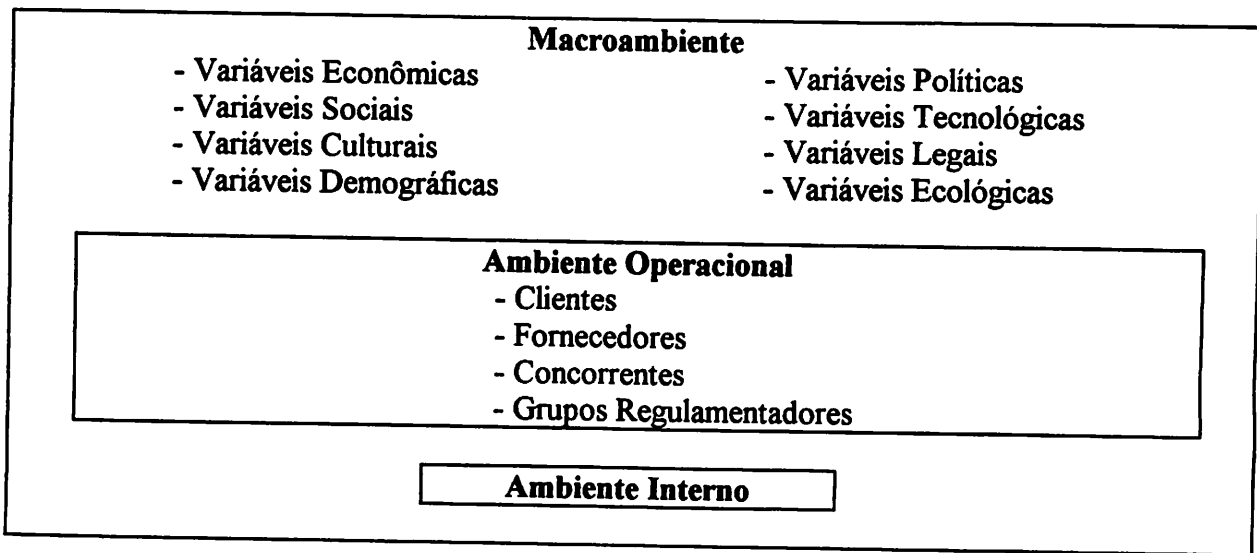 Macroambiente
- Variáveis Econômicas
- Variáveis Sociais
- Variáveis Culturais
- Variáveis Demográficas
- Variáveis Políticas
- Variáveis Tecnológicas
- Variáveis Legais
- Variáveis Ecológicas
Ambiente Operacional
- Clientes
- Fornecedores
- Concorrentes
- Grupos Regulamentadores
Ambiente Interno